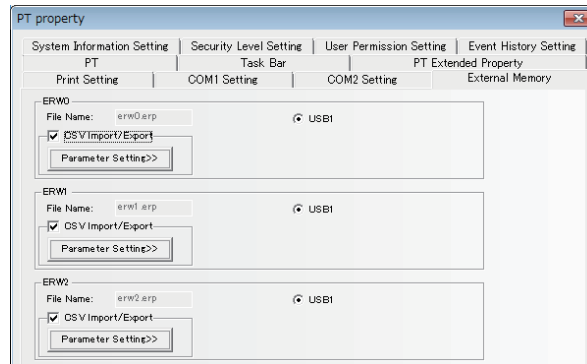 PT property
System Information Setting Security Level Setting User Permission Setting Event History Setting
PT Task Bar PT Extended Property
Print Setting COM1 Setting COM2 Setting External Memory
ERW0
File Name: erw0.erp USB1
CSV Import/Export
Parameter Setting>>
ERW1
File Name: erw1.erp USB1
CSV Import/Export
Parameter Setting>>
ERW2
File Name: erw2.erp USB1
CSV Import/Export
Parameter Setting>>